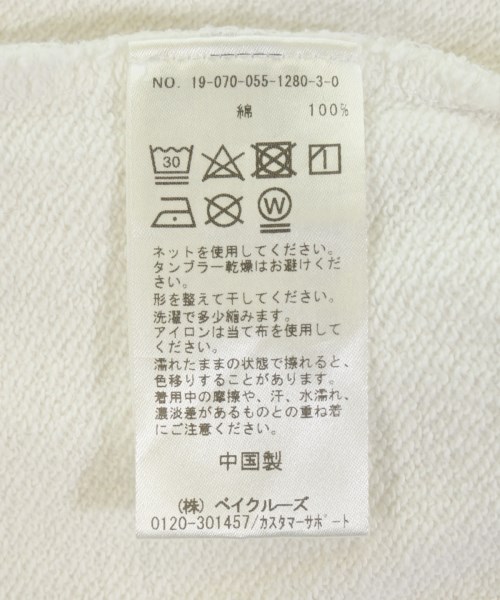 NO. 19-070-055-1280-3-0
綿 100%
30
W
ネットを使用してください。
タンブラー乾燥はお避けくだ
さい。
形を整えて干してください。
洗濯で多少縮みます。
アイロンは当て布を使用して
ください。
濡れたままの状態で擦れると、
色移りすることがあります。
着用中の摩擦や、汗、水濡れ、
濃淡差があるものとの重ね着
にご注意ください。
中国製
(株) ベイクルーズ
0120-301457/カスタマーサポート